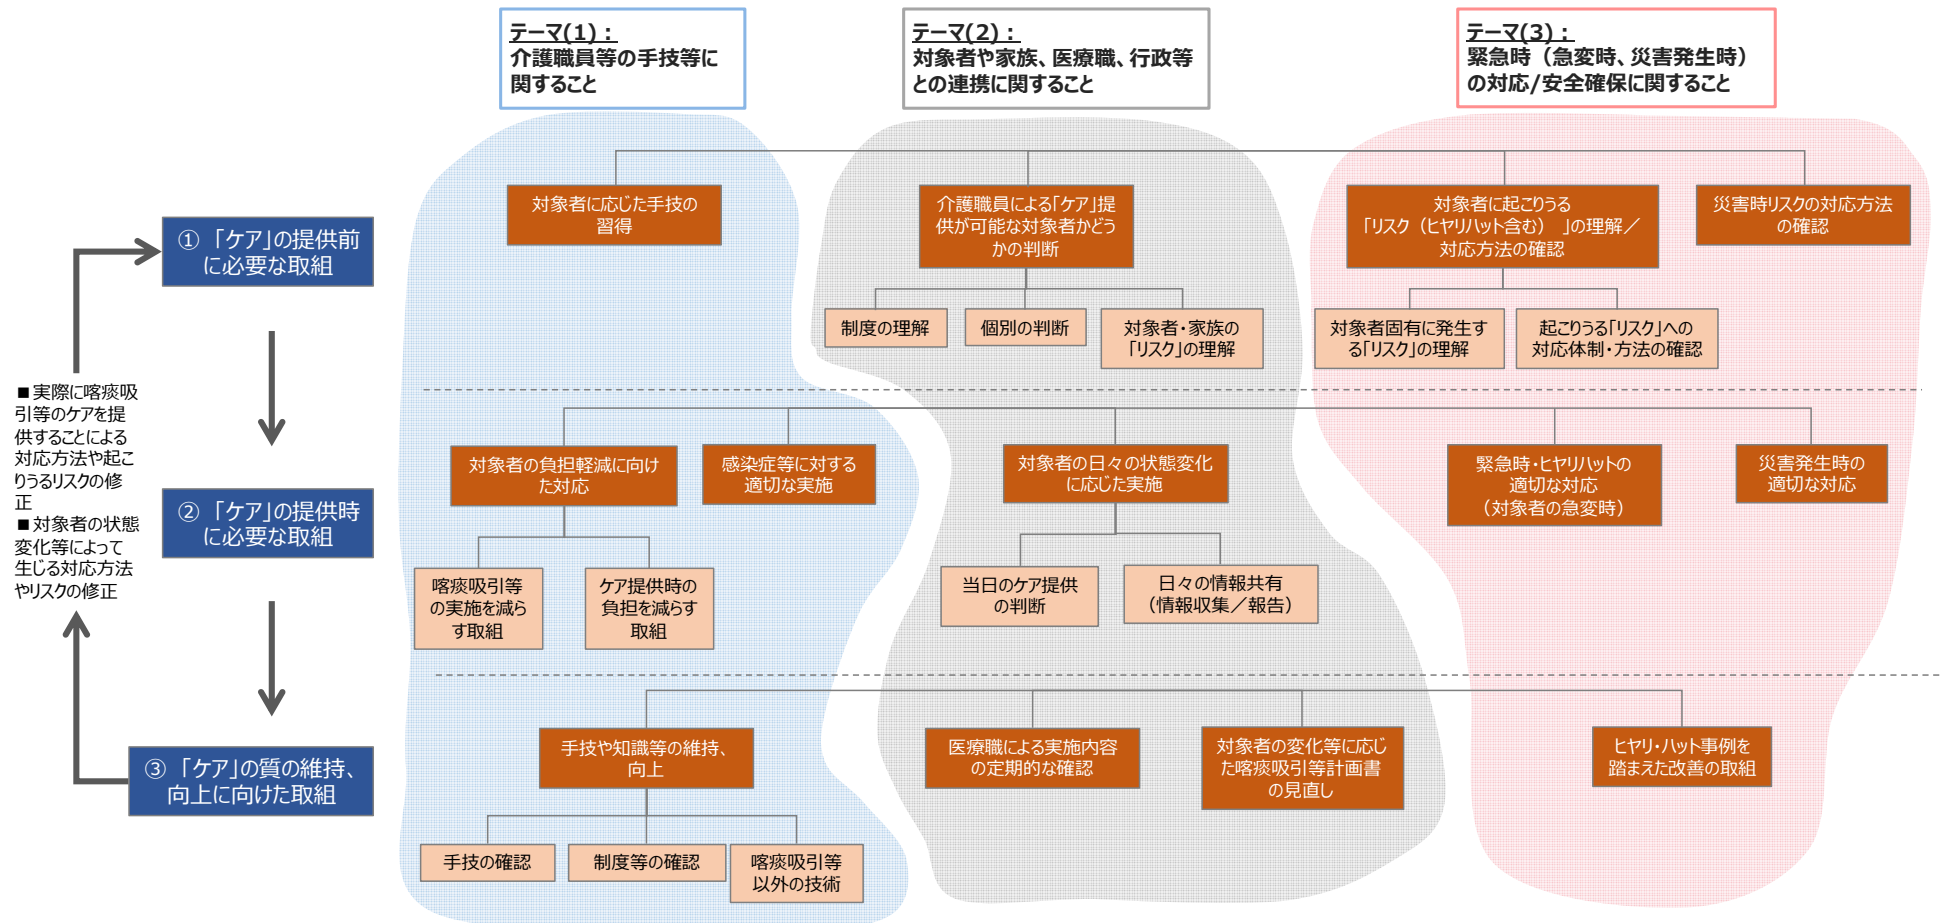 テーマ(1)：
介護職員等の手技等に
関すること
テーマ(2)：
対象者や家族、医療職、行政等
との連携に関すること
テーマ(3)：
緊急時（急変時、災害発生時）
の対応/安全確保に関すること
①「ケア」の提供前
に必要な取組
対象者に応じた手技の
習得
介護職員による「ケア」提
供が可能な対象者かどう
かの判断
対象者に起こりうる
「リスク（ヒヤリハット含む）」の理解／
対応方法の確認
災害時リスクの対応方法
の確認
制度の理解
個別の判断
対象者・家族の
「リスク」の理解
対象者固有に発生す
る「リスク」の理解
起こりうる「リスク」への
対応体制・方法の確認
■実際に喀痰吸
引等のケアを提
供することによる
対応方法や起こ
りうるリスクの修
正
■対象者の状態
変化等によって
生じる対応方法
やリスクの修正
②「ケア」の提供時
に必要な取組
対象者の負担軽減に向け
た対応
感染症等に対する
適切な実施
対象者の日々の状態変化
に応じた実施
緊急時・ヒヤリハットの
適切な対応
（対象者の急変時）
災害発生時の
適切な対応
喀痰吸引等
の実施を減ら
す取組
ケア提供時の
負担を減らす
取組
当日のケア提供
の判断
日々の情報共有
（情報収集／報告）
③「ケア」の質の維持、
向上に向けた取組
手技や知識等の維持、
向上
医療職による実施内容
の定期的な確認
対象者の変化等に応じ
た喀痰吸引等計画書
の見直し
ヒヤリ・ハット事例を
踏まえた改善の取組
手技の確認
制度等の確認
喀痰吸引等
以外の技術